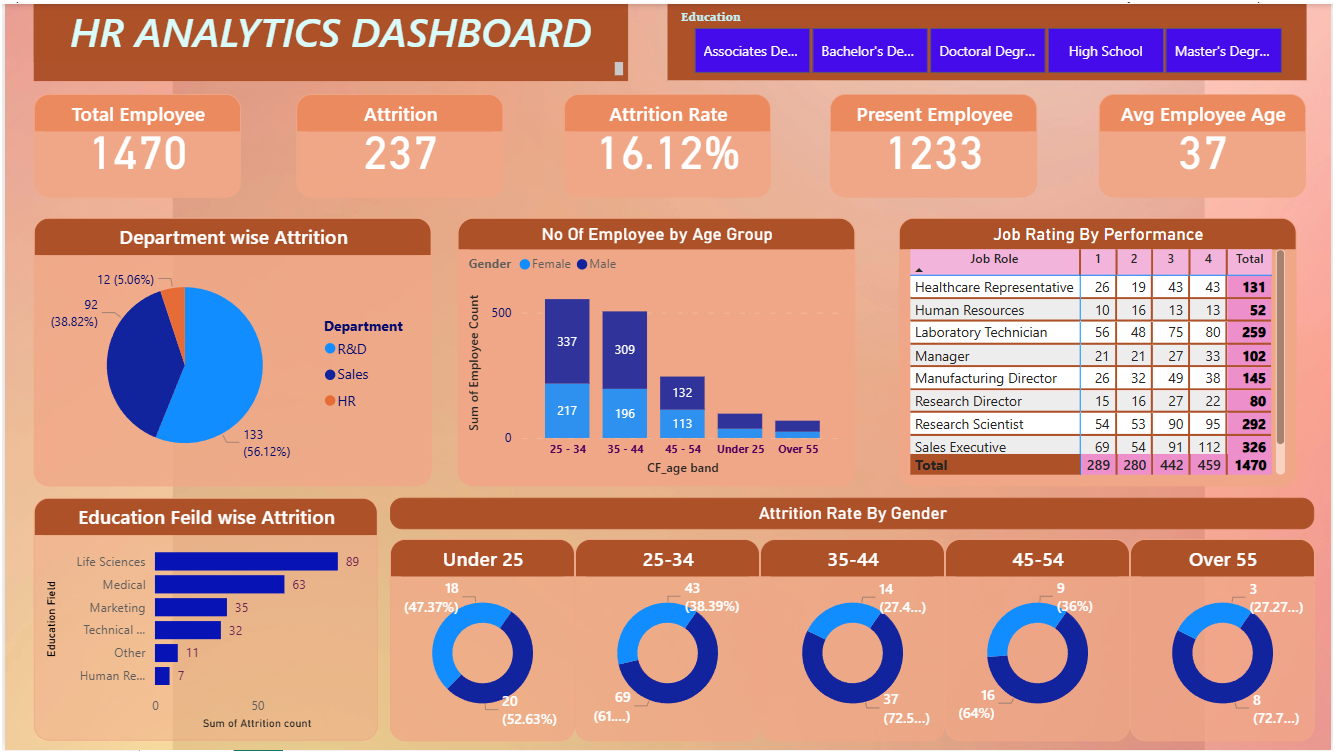 HR ANALYTICS DASHBOARD
Education
Associates De...
Bachelor's De...
Doctoral Degr...
High School
Master's Degr...
Total Employee
1470
Attrition
237
Attrition Rate
16.12%
Present Employee
1233
Avg Employee Age
37
Department wise Attrition
12 (5.06%)
92
(38.82%)
133
(56.12%)
Department
R&D
Sales
HR
No Of Employee by Age Group
Gender Female Male
Sum of Employee Count
500
0
337
309
132
217
196
113
25 - 34
35 - 44
45 - 54
Under 25
Over 55
CF_age band
Job Rating By Performance
Job Role 1 2 3 4 Total
Healthcare Representative 26 19 43 43 131
Human Resources 10 16 13 13 52
Laboratory Technician 56 48 75 80 259
Manager 21 21 27 33 102
Manufacturing Director 26 32 49 38 145
Research Director 15 16 27 22 80
Research Scientist 54 53 90 95 292
Sales Executive 69 54 91 112 326
Total 289 280 442 459 1470
Education Feild wise Attrition
Education Field
Life Sciences 89
Medical 63
Marketing 35
Technical ... 32
Other 11
Human Re... 7
0 50
Sum of Attrition count
Attrition Rate By Gender
Under 25
18
(47.37%)
20
(52.63%)
25-34
43
(38.39%)
69
(61....)
35-44
14
(27.4...)
37
(72.5...)
45-54
9
(36%)
16
(64%)
Over 55
3
(27.27...)
8
(72.7...)